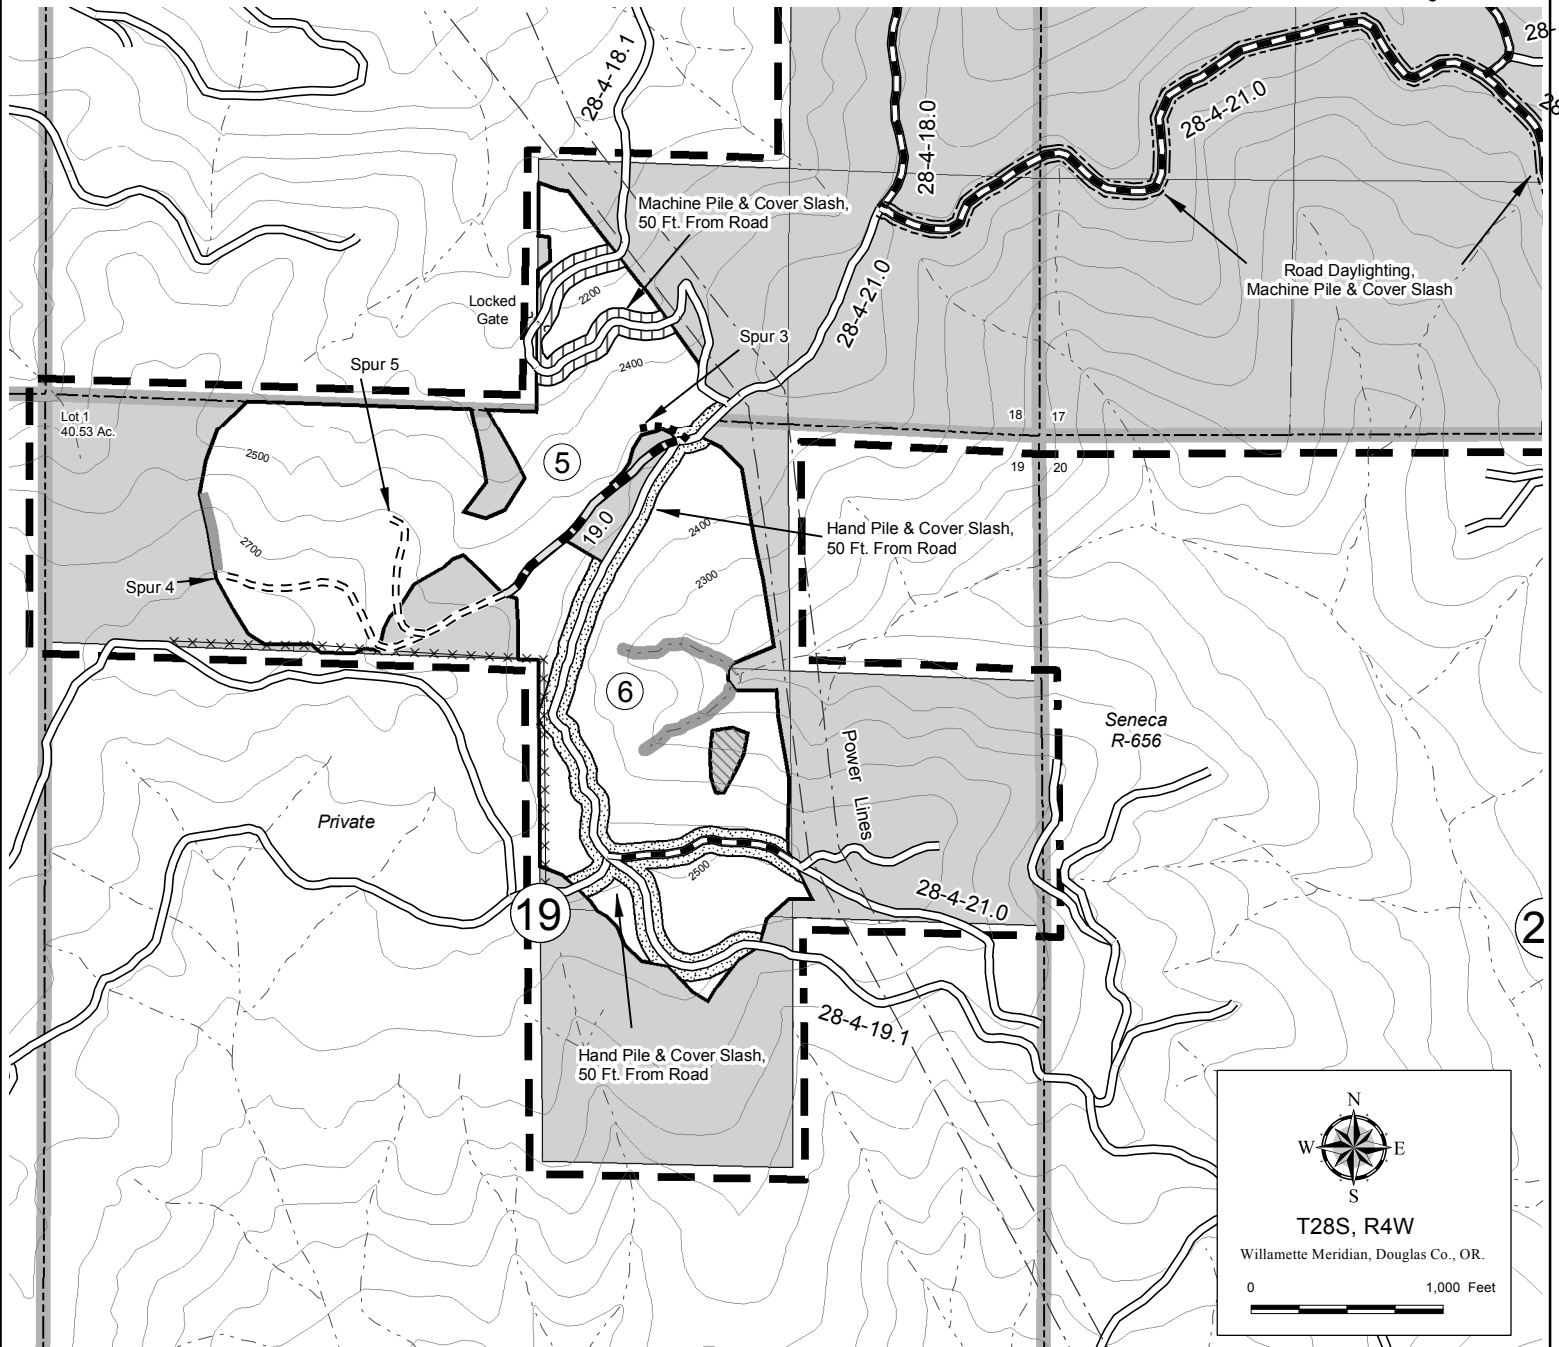 28-4-18.1
28-4-18.0
28-4-21.0
28-
28
Machine Pile & Cover Slash,
50 Ft. From Road
Road Daylighting,
Machine Pile & Cover Slash
28-4-21.0
Locked
Gate
2200
Spur 3
2400
Spur 5
Lot 1
40.53 Ac.
18
17
19
20
2500
5
2700
19.0
2400
Hand Pile & Cover Slash,
50 Ft. From Road
2300
Spur 4
6
Seneca
R-656
Power Lines
Private
2500
28-4-21.0
19
2
28-4-19.1
Hand Pile & Cover Slash,
50 Ft. From Road
N
W
E
S
T28S, R4W
Willamette Meridian, Douglas Co., OR.
0
1,000 Feet